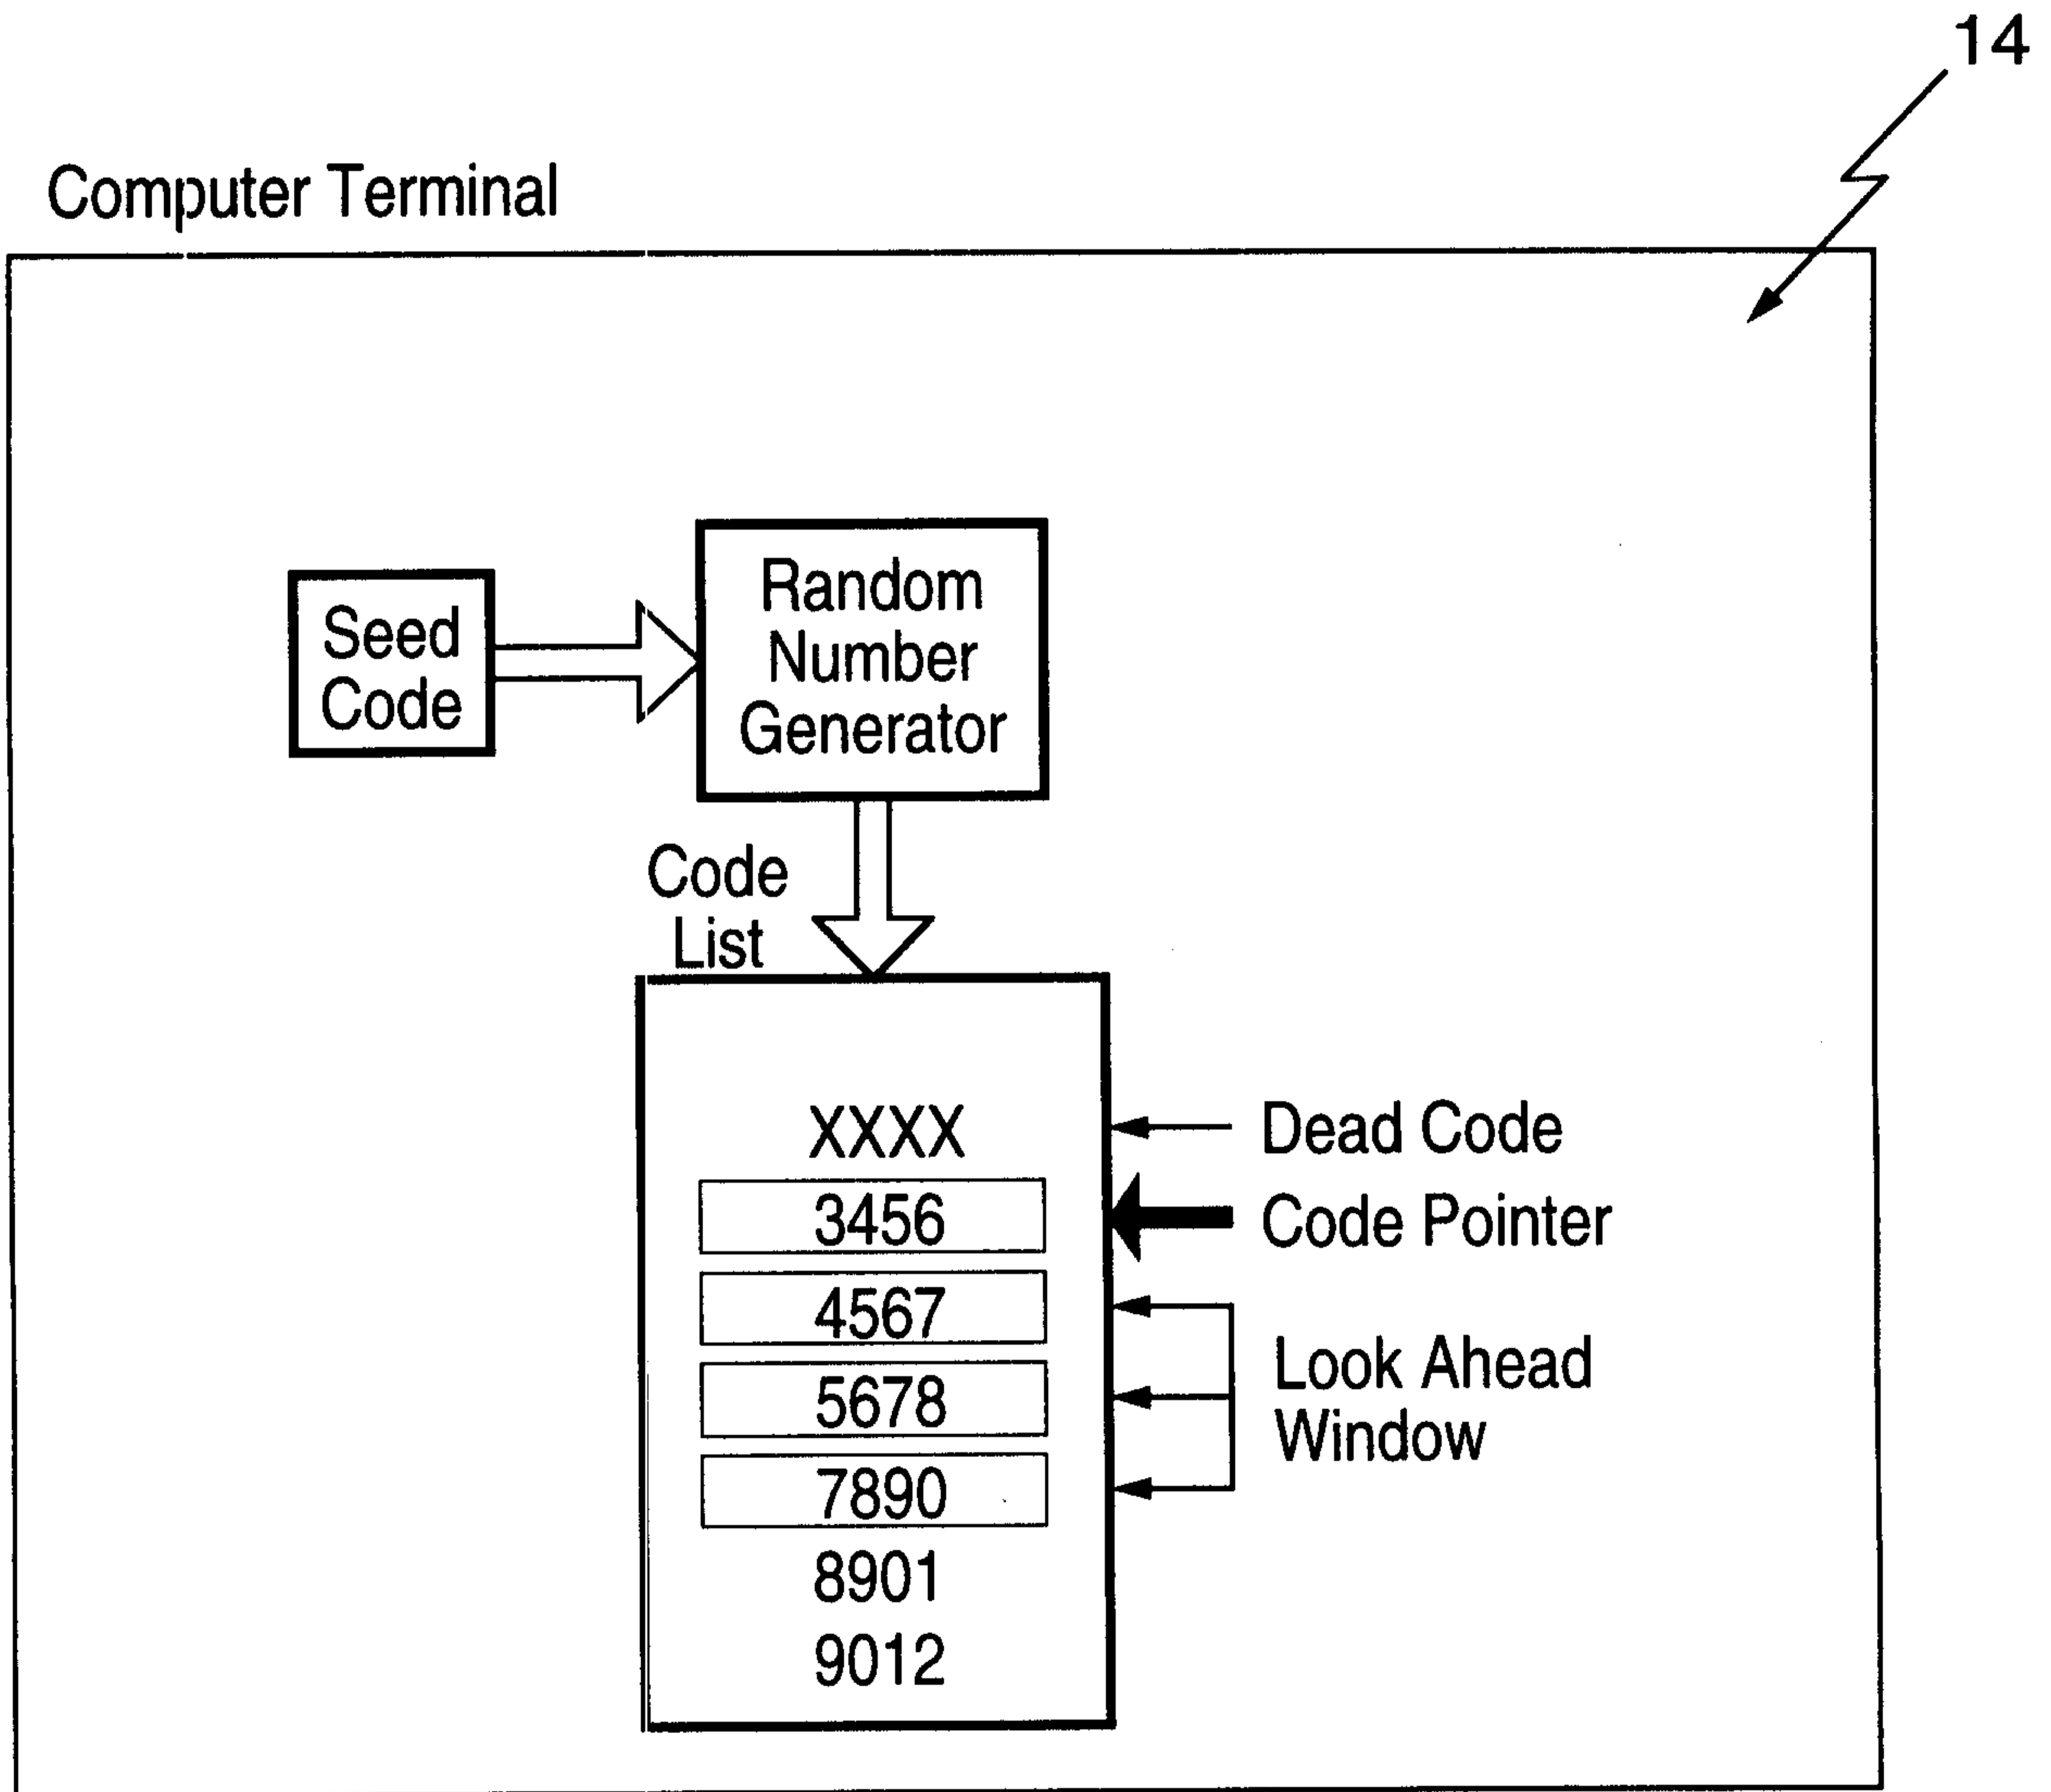 14
Computer Terminal
Seed
Code
Random
Number
Generator
Code
List
XXXX
Dead Code
3456
Code Pointer
4567
5678
7890
Look Ahead
Window
8901
9012